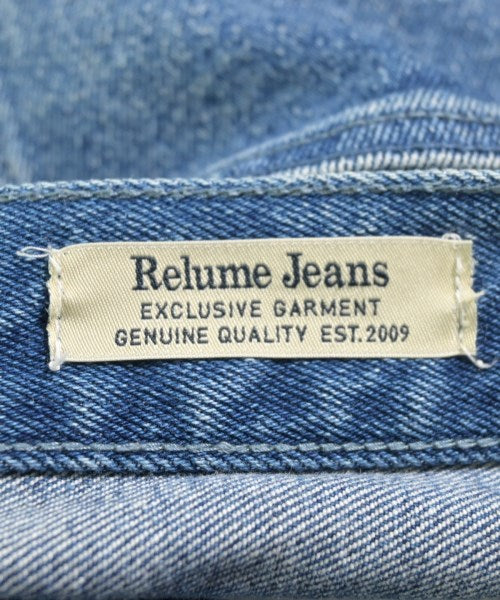 Relume Jeans
EXCLUSIVE GARMENT
GENUINE QUALITY EST.2009